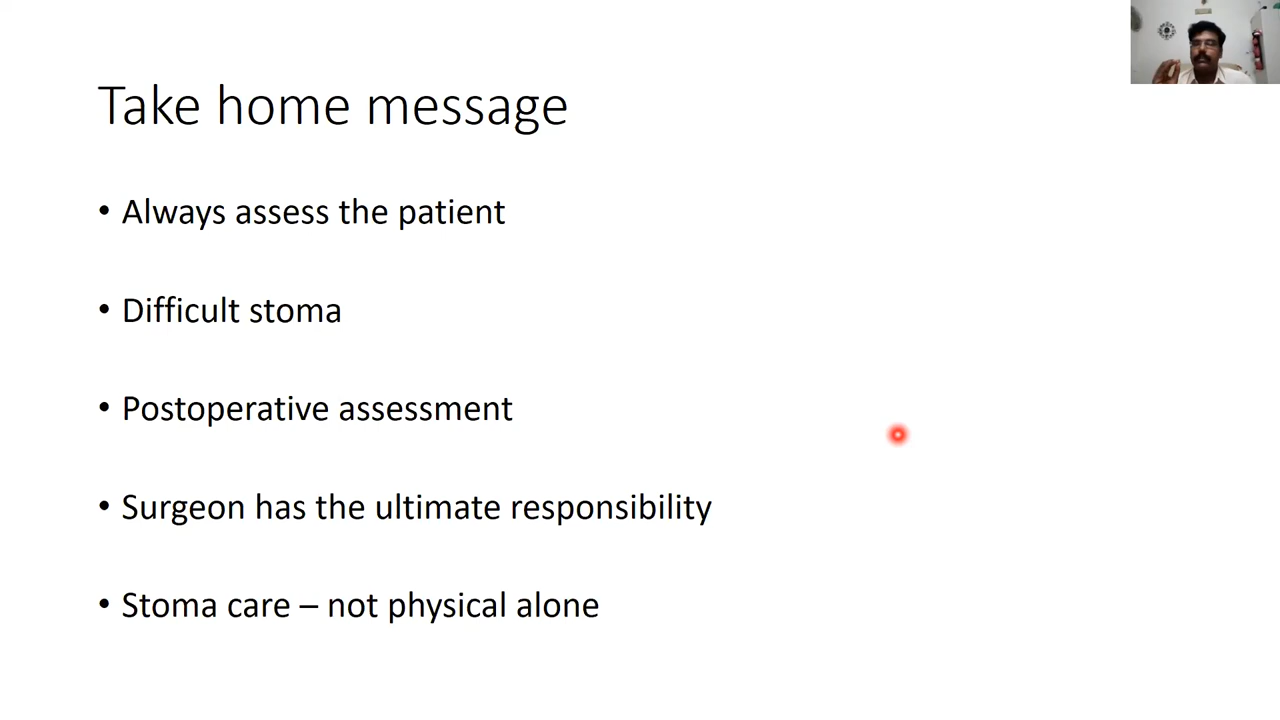 Take home message
• Always assess the patient
• Difficult stoma
• Postoperative assessment
• Surgeon has the ultimate responsibility
• Stoma care – not physical alone